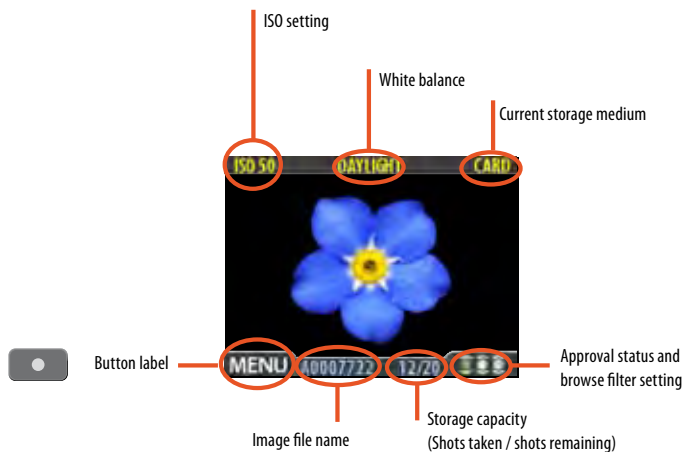 ISO setting
White balance
Current storage medium
ISO 50 DAYLIGHT CARD
Button label
MENU A0007722 12/20
Approval status and
browse filter setting
Storage capacity
(Shots taken / shots remaining)
Image file name